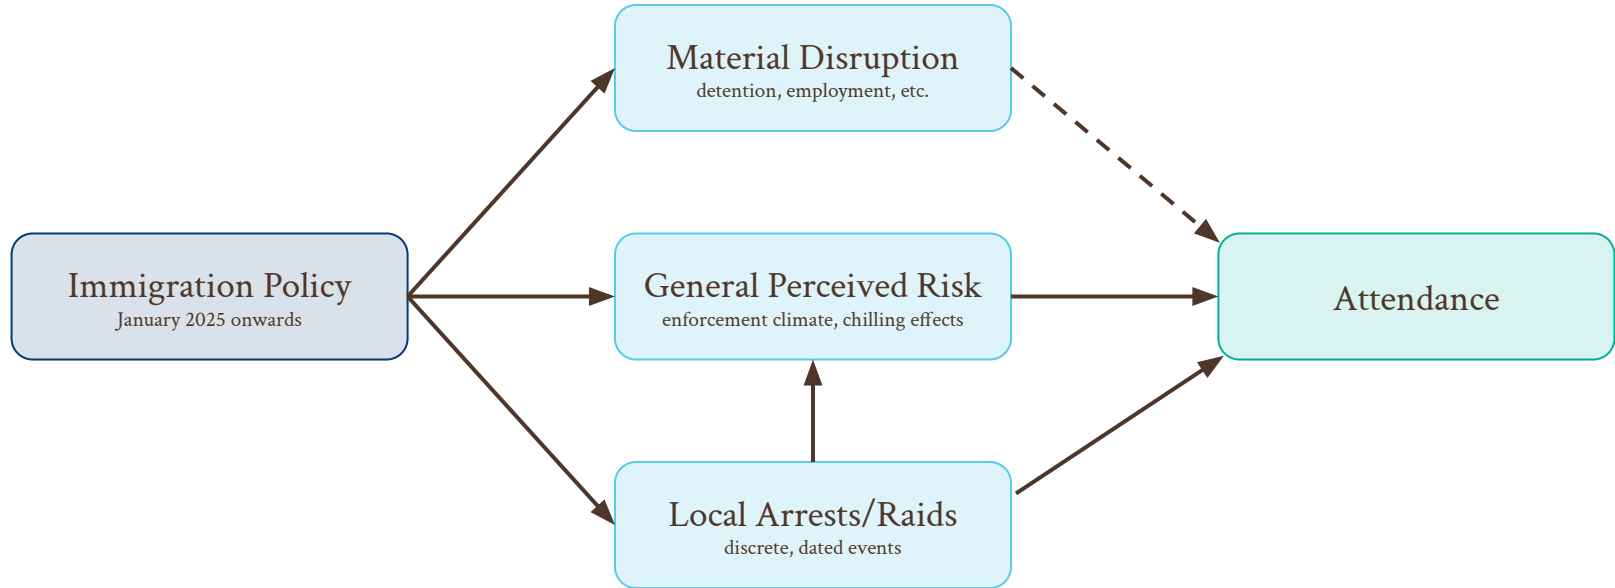 Material Disruption
detention, employment, etc.
Immigration Policy
January 2025 onwards
General Perceived Risk
enforcement climate, chilling effects
Attendance
Local Arrests/Raids
discrete, dated events